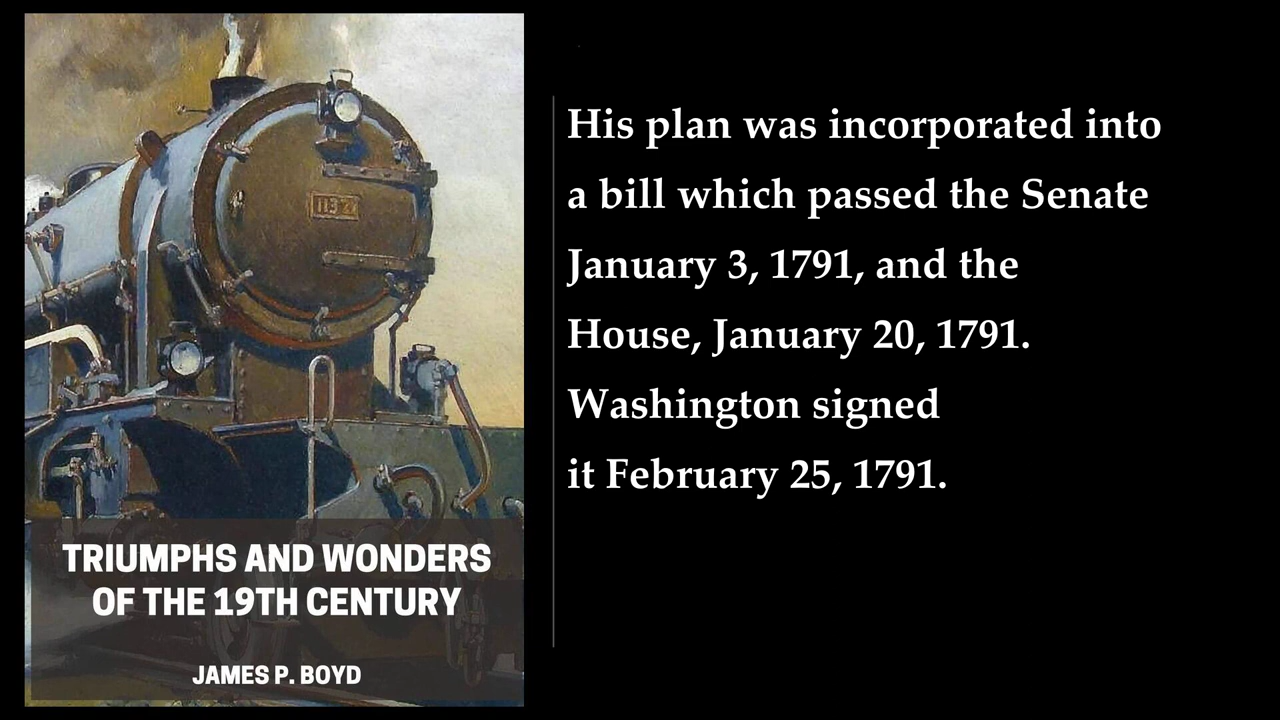 113 
TRIUMPHS AND WONDERS
OF THE 19TH CENTURY
JAMES P. BOYD
His plan was incorporated into
a bill which passed the Senate
January 3, 1791, and the
House, January 20, 1791.
Washington signed
it February 25, 1791.